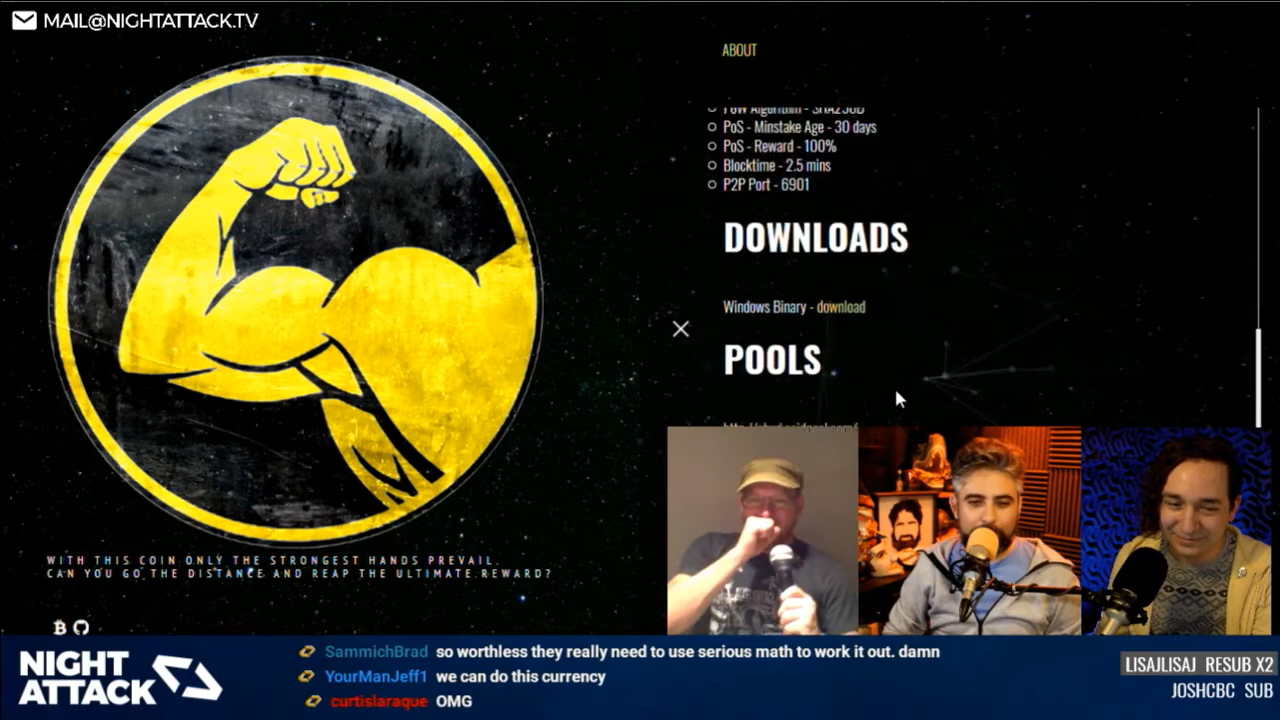 MAIL@NIGHTATTACK.TV
ABOUT
PoW Algorithm - SHA256D
PoS - Minstake Age - 30 days
PoS - Reward - 100%
Blocktime - 2.5 mins
P2P Port - 6901
DOWNLOADS
Windows Binary - download
POOLS
WITH THIS COIN ONLY THE STRONGEST HANDS PREVAIL.
CAN YOU GO THE DISTANCE AND REAP THE ULTIMATE REWARD?
NIGHT
ATTACK
SammichBrad so worthless they really need to use serious math to work it out. damn
YourManJeff1 we can do this currency
curtislaraque OMG
LISAJLISAJ RESUB X2
JOSHCBC SUB